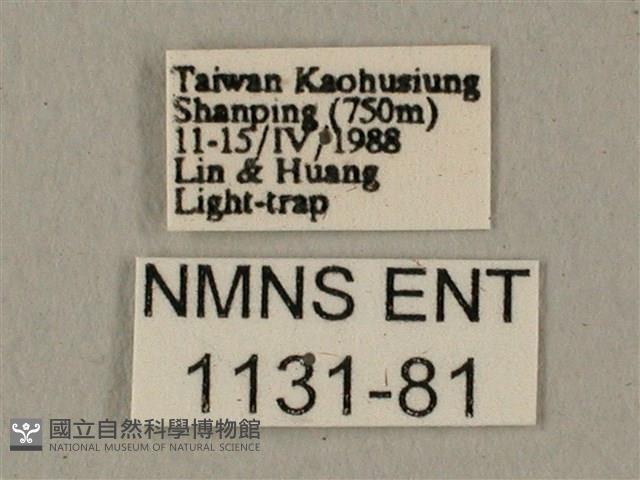 Taiwan Kaohusiung
Shanping (750m)
11-15/IV/1988
Lin & Huang
Light-trap
NMNS ENT
1131-81
國立自然科學博物館
NATIONAL MUSEUM OF NATURAL SCIENCE